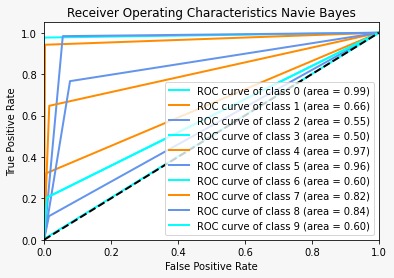 Receiver Operating Characteristics Navie Bayes
1.0
0.8
0.6
0.4
0.2
0.0
True Positive Rate
ROC curve of class 0 (area = 0.99)
ROC curve of class 1 (area = 0.66)
ROC curve of class 2 (area = 0.55)
ROC curve of class 3 (area = 0.50)
ROC curve of class 4 (area = 0.97)
ROC curve of class 5 (area = 0.96)
ROC curve of class 6 (area = 0.60)
ROC curve of class 7 (area = 0.82)
ROC curve of class 8 (area = 0.84)
ROC curve of class 9 (area = 0.60)
0.0 0.2 0.4 0.6 0.8 1.0
False Positive Rate